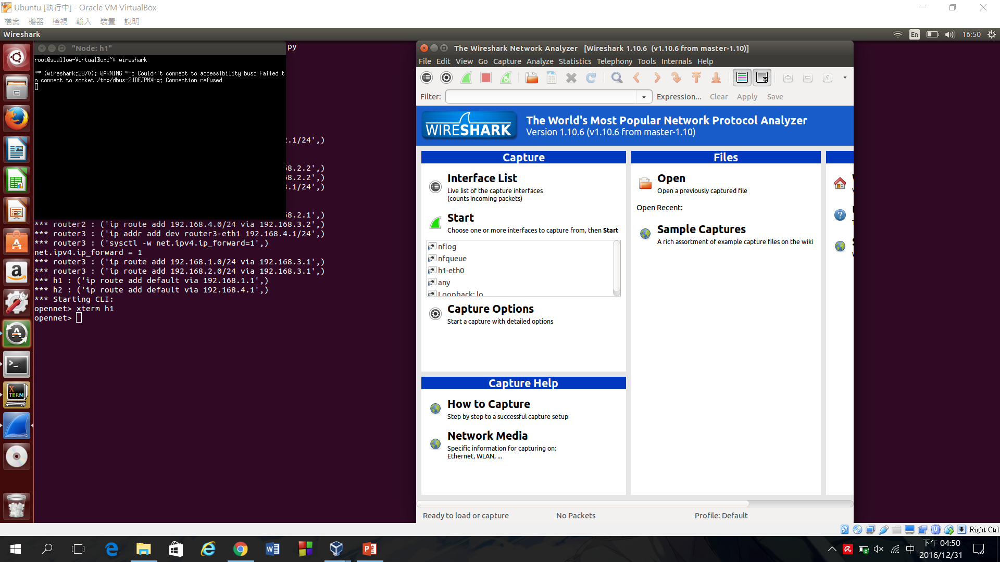 Ubuntu [執行中] - Oracle VM VirtualBox
檔案 機器 檢視 輸入 裝置 說明
Wireshark
En
16:50
"Node: h1"
root@swallow-VirtualBox:~# wireshark
** (wireshark:2870): WARNING **: Couldn't connect to accessibility bus: Failed t
o connect to socket /tmp/dbus-2JDFJPMXHq: Connection refused
py
.1/24',)
68.2.2',)
68.2.2',)
.1/24',)
68.2.1',)
*** router2 : ('ip route add 192.168.4.0/24 via 192.168.3.2',)
*** router3 : ('ip addr add dev router3-eth1 192.168.4.1/24',)
*** router3 : ('sysctl -w net.ipv4.ip_forward=1',)
net.ipv4.ip_forward = 1
*** router3 : ('ip route add 192.168.1.0/24 via 192.168.3.1',)
*** router3 : ('ip route add 192.168.2.0/24 via 192.168.3.1',)
*** h1 : ('ip route add default via 192.168.1.1',)
*** h2 : ('ip route add default via 192.168.4.1',)
*** Starting CLI:
opennet> xterm h1
opennet>
The Wireshark Network Analyzer [Wireshark 1.10.6 (v1.10.6 from master-1.10)]
File Edit View Go Capture Analyze Statistics Telephony Tools Internals Help
Filter:
Expression... Clear Apply Save
WIRESHARK
The World's Most Popular Network Protocol Analyzer
Version 1.10.6 (v1.10.6 from master-1.10)
Capture
Interface List
Live list of the capture interfaces
(counts incoming packets)
Start
Choose one or more interfaces to capture from, then Start
nflog
nfqueue
h1-eth0
any
Loopback: lo
Capture Options
Start a capture with detailed options
Capture Help
How to Capture
Step by step to a successful capture setup
Network Media
Specific information for capturing on:
Ethernet, WLAN, ...
Files
Open
Open a previously captured file
Open Recent:
Sample Captures
A rich assortment of example capture files on the wiki
Ready to load or capture
No Packets
Profile: Default
X TERM
Right Ctrl
中
下午 04:50
2016/12/31